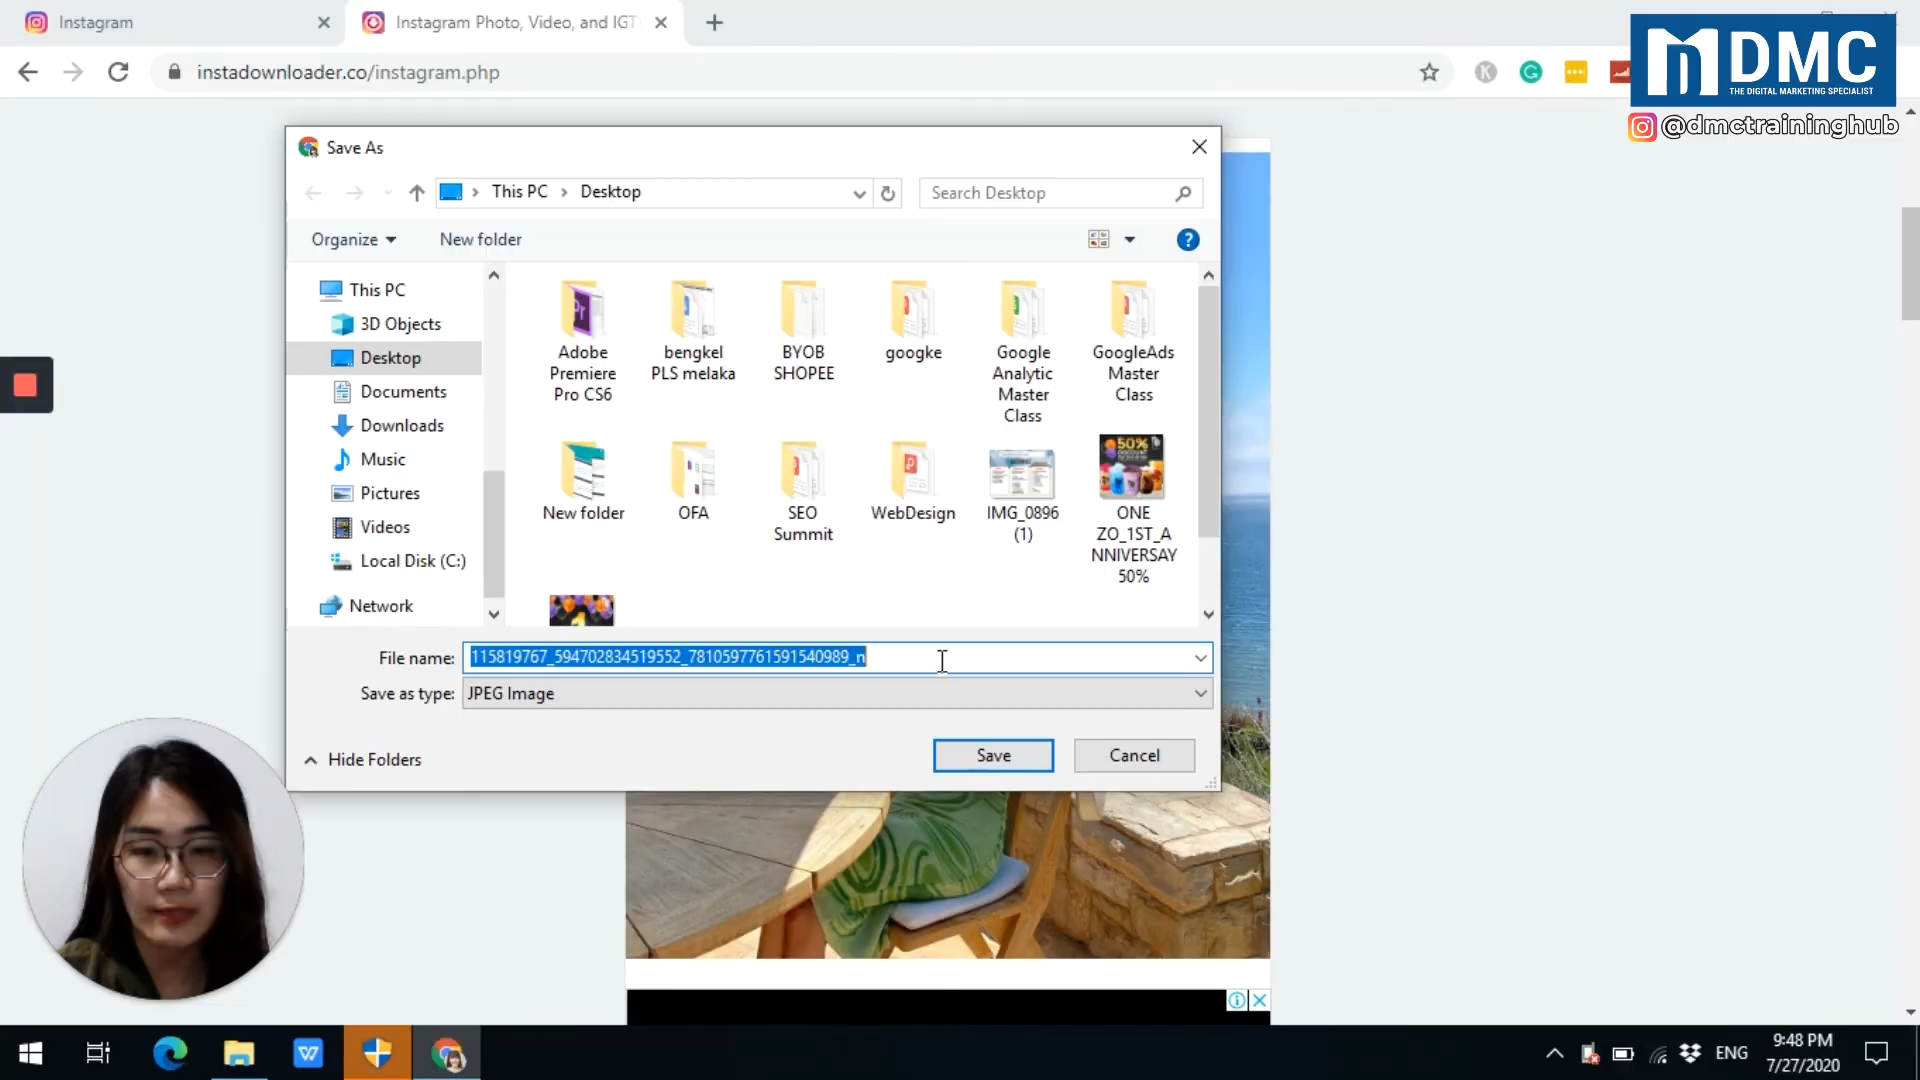 Instagram
Instagram Photo, Video, and IGT
instadownloader.co/instagram.php
DMC
THE DIGITAL MARKETING SPECIALIST
@dmctraininghub
Save As
This PC
Desktop
Search Desktop
Organize
New folder
This PC
3D Objects
Desktop
Documents
Downloads
Music
Pictures
Videos
Local Disk (C:)
Network
Adobe
Premiere
Pro CS6
bengkel
PLS melaka
BYOB
SHOPEE
googke
Google
Analytic
Master
Class
GoogleAds
Master
Class
New folder
OFA
SEO
Summit
WebDesign
IMG_0896
(1)
50%
ONE
ZO_1ST_A
NNIVERSAY
50%
File name:
115819767_594702834519552_7810597761591540989_n
Save as type:
JPEG Image
Hide Folders
Save
Cancel
ENG
9:48 PM
7/27/2020